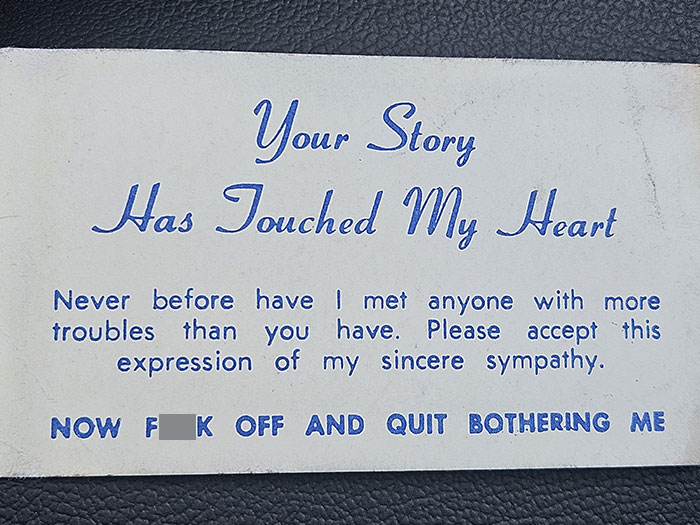 Your Story
Has Touched My Heart
Never before have I met anyone with more
troubles than you have. Please accept this
expression of my sincere sympathy.
NOW F K OFF AND QUIT BOTHERING ME